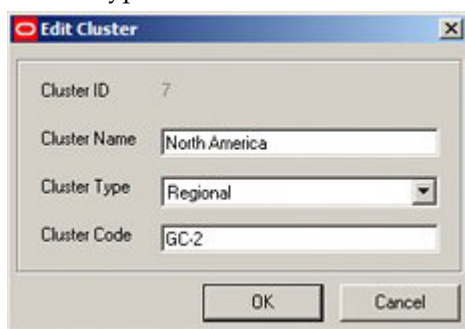 Edit Cluster
Cluster ID 7
Cluster Name North America
Cluster Type Regional
Cluster Code GC-2
OK Cancel